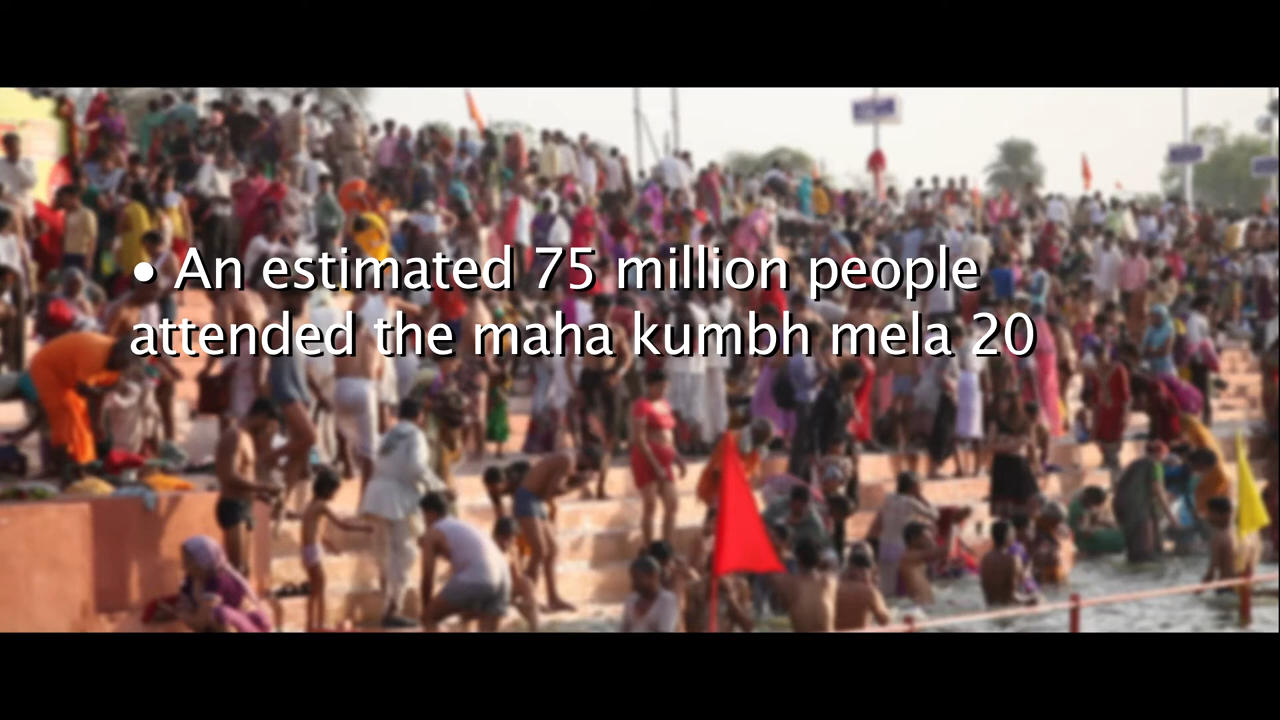 • An estimated 75 million people
attended the maha kumbh mela 20